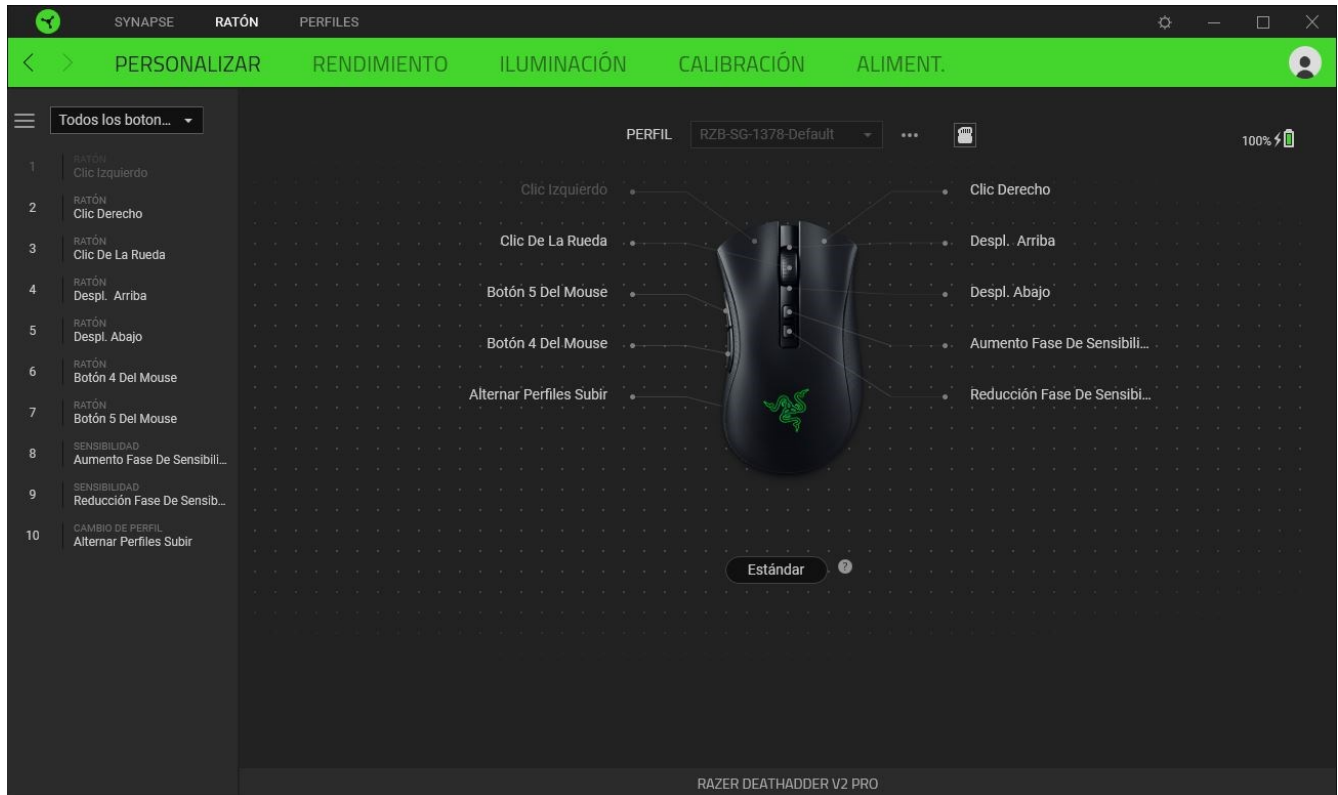 SYNAPSE RATÓN PERFILES
PERSONALIZAR RENDIMIENTO ILUMINACIÓN CALIBRACIÓN ALIMENT.
Todos los boton...
PERFIL RZB-SG-1378-Default
100%
1 RATÓN
Clic Izquierdo
2 RATÓN
Clic Derecho
3 RATÓN
Clic De La Rueda
4 RATÓN
Despl. Arriba
5 RATÓN
Despl. Abajo
6 RATÓN
Botón 4 Del Mouse
7 RATÓN
Botón 5 Del Mouse
8 SENSIBILIDAD
Aumento Fase De Sensibili...
9 SENSIBILIDAD
Reducción Fase De Sensib...
10 CAMBIO DE PERFIL
Alternar Perfiles Subir
Clic Izquierdo
Clic De La Rueda
Botón 5 Del Mouse
Botón 4 Del Mouse
Alternar Perfiles Subir
Clic Derecho
Despl. Arriba
Despl. Abajo
Aumento Fase De Sensibili...
Reducción Fase De Sensibi...
Estándar ?
RAZER DEATHADDER V2 PRO